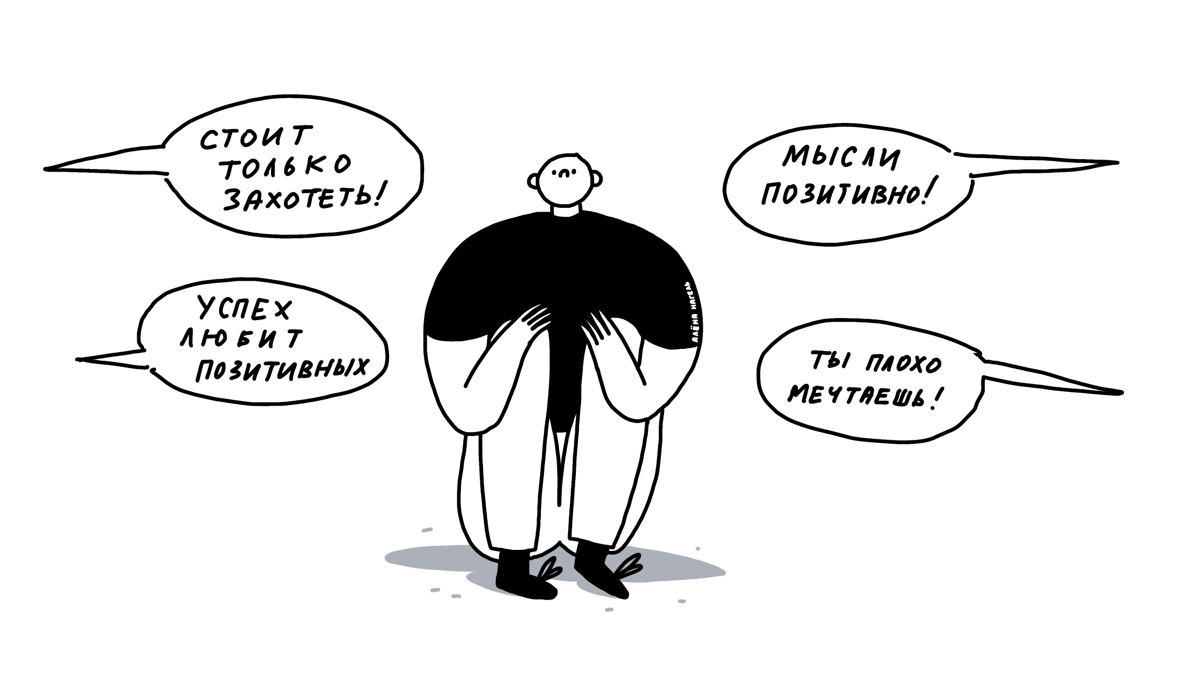 СТОИТ
ТОЛЬКО
ЗАХОТЕТЬ!
МЫСЛИ
ПОЗИТИВНО!
УСПЕХ
ЛЮБИТ
ПОЗИТИВНЫХ
ТЫ ПЛОХО
МЕЧТАЕШЬ!
АЛЁНА НАГЕЛЬ